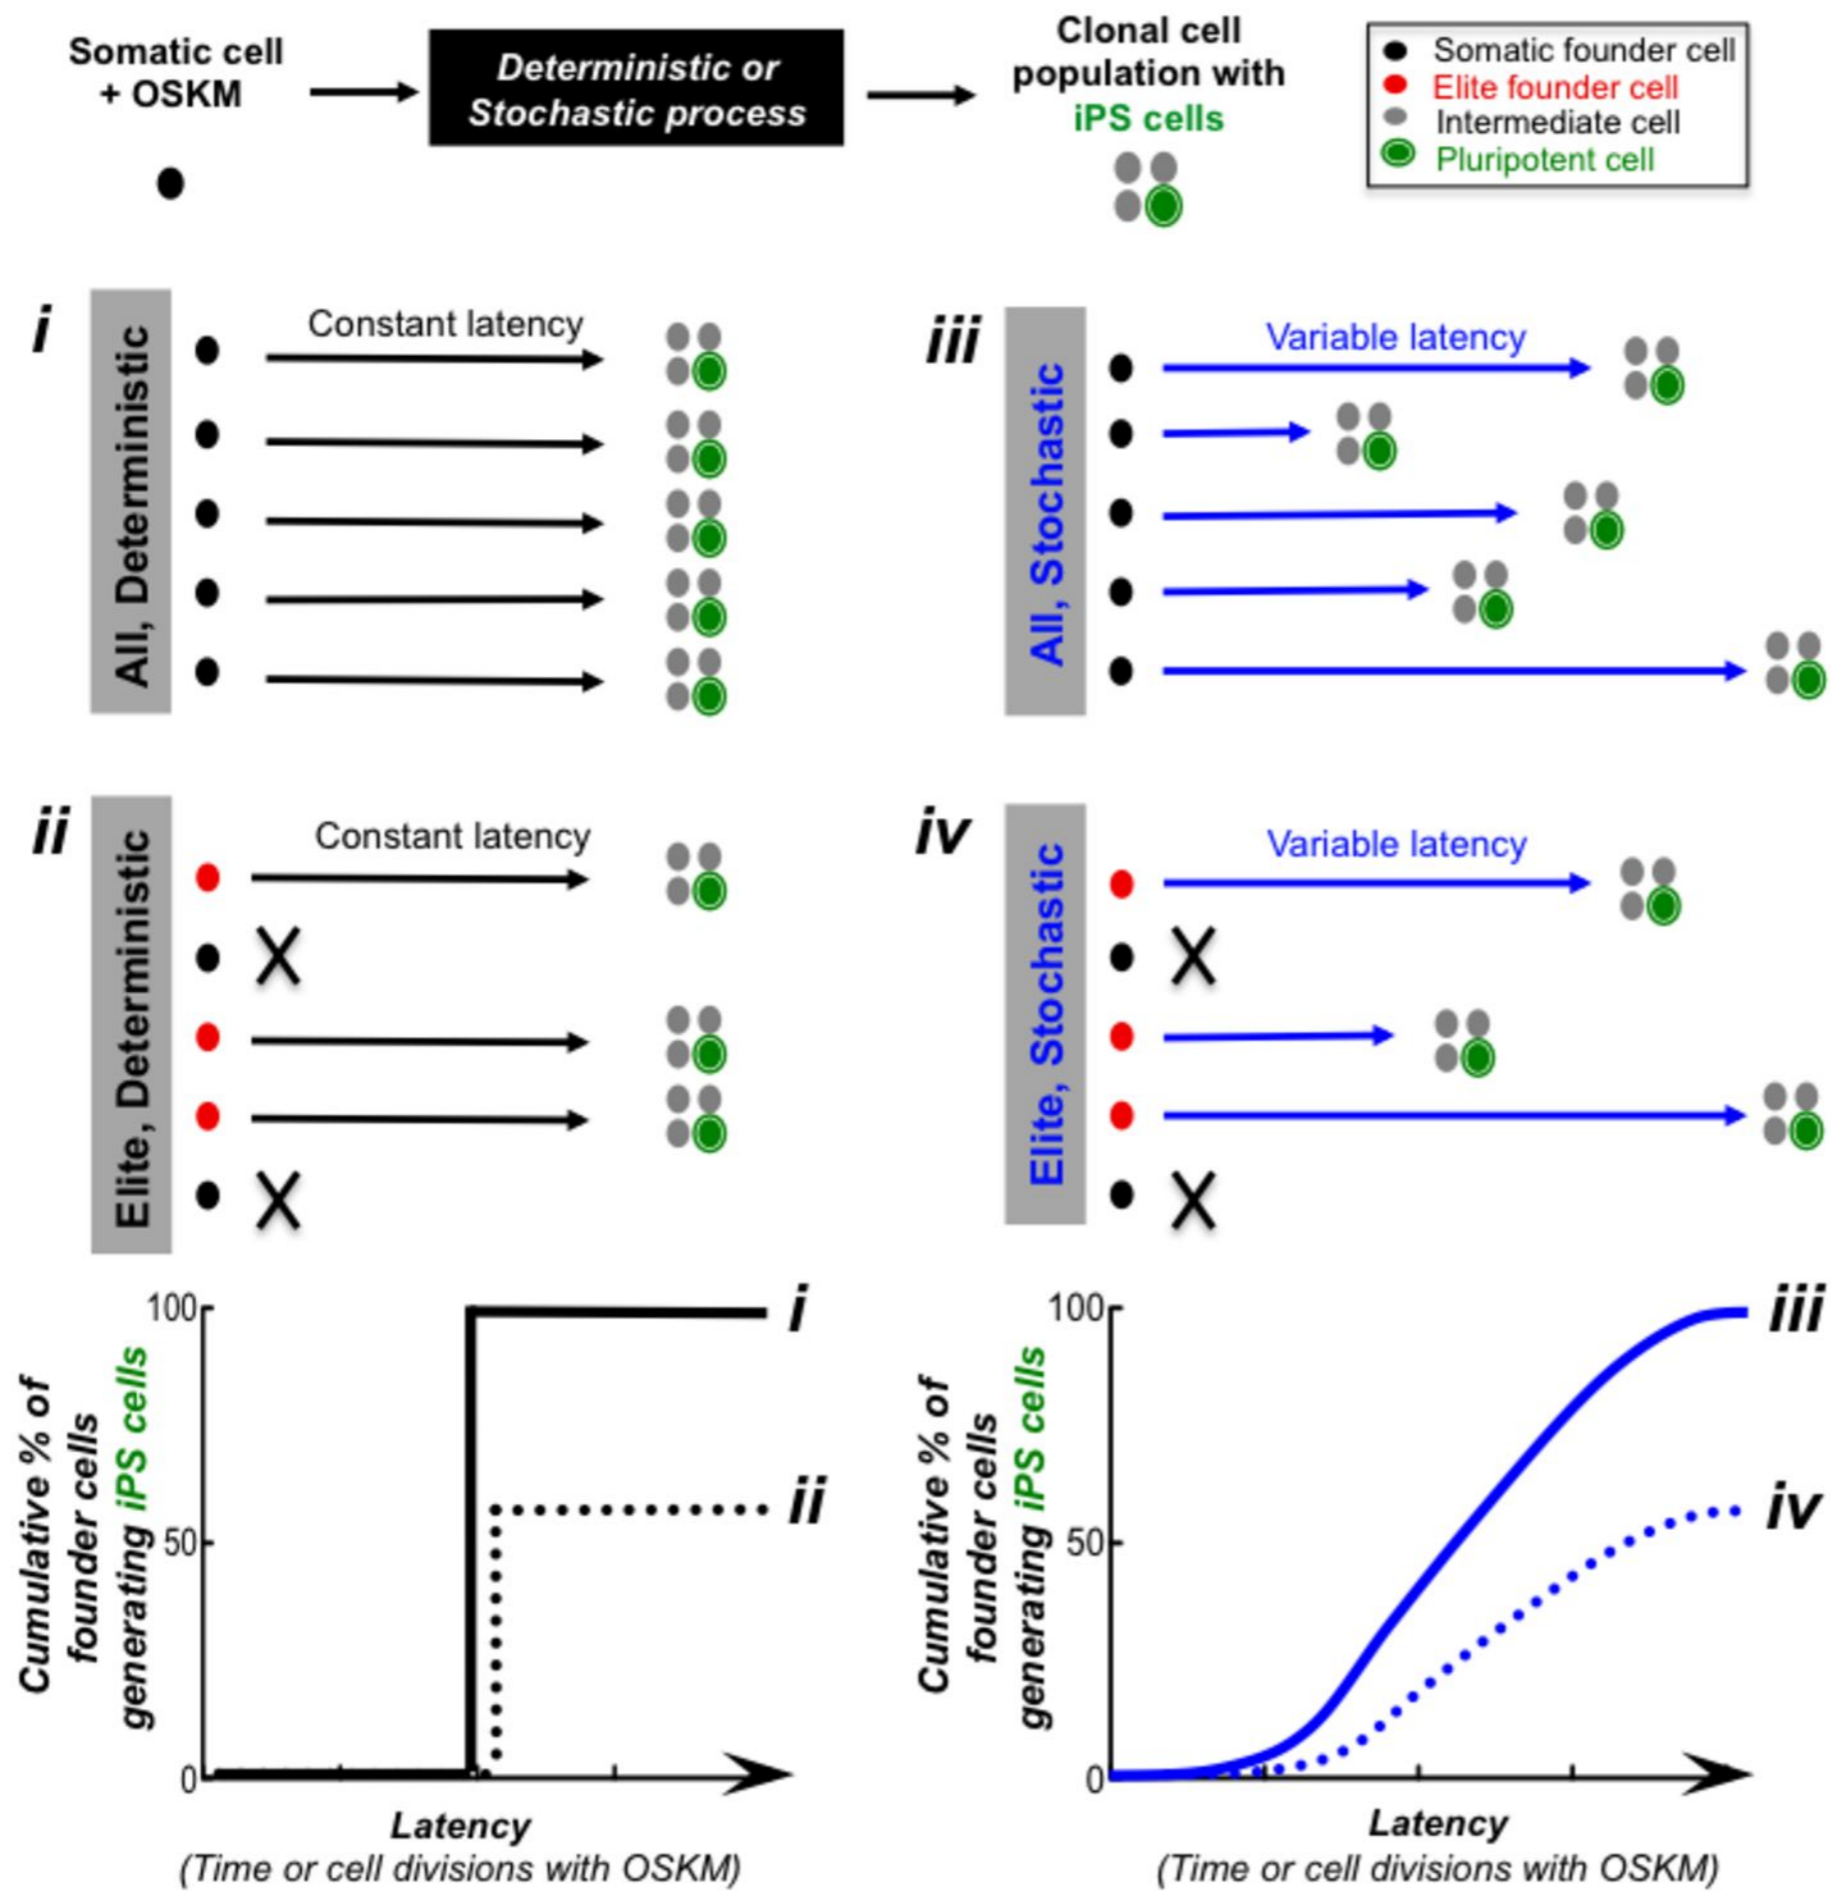 Somatic cell
+ OSKM
Deterministic or
Stochastic process
Clonal cell
population with
iPS cells
Somatic founder cell
Elite founder cell
Intermediate cell
Pluripotent cell
i
All, Deterministic
Constant latency
iii
All, Stochastic
Variable latency
ii
Elite, Deterministic
Constant latency
X
X
iv
Elite, Stochastic
Variable latency
X
X
Cumulative % of
founder cells
generating iPS cells
100
50
0
i
ii
Latency
(Time or cell divisions with OSKM)
Cumulative % of
founder cells
generating iPS cells
100
50
0
iii
iv
Latency
(Time or cell divisions with OSKM)